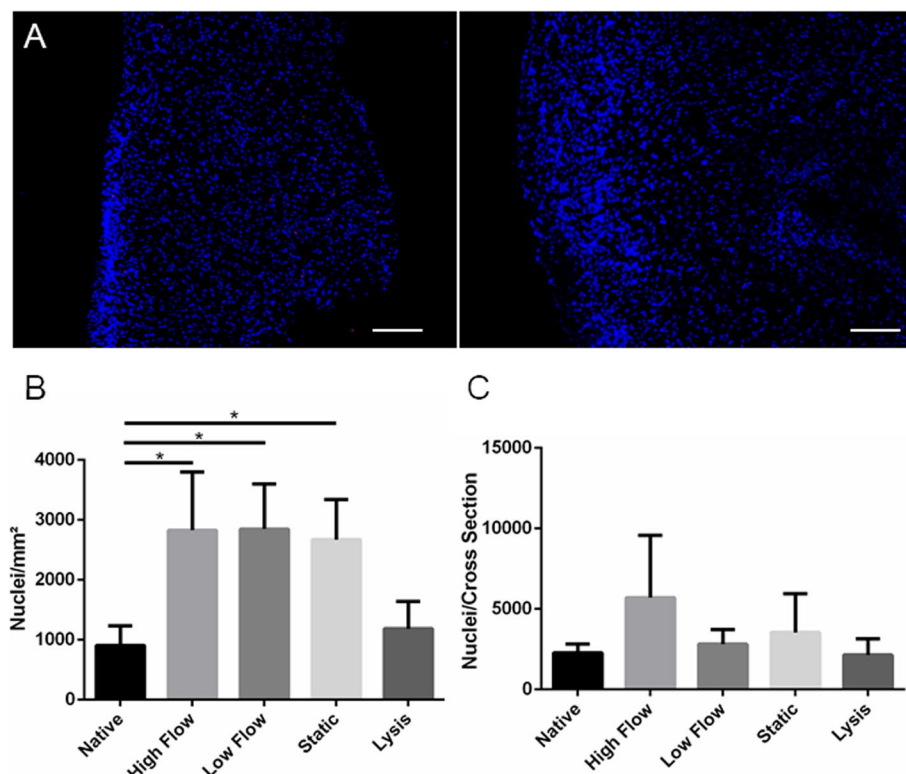 A
B
*
*
*
4000
3000
2000
1000
0
Nuclei/mm²
Native
High Flow
Low Flow
Static
Lysis
C
15000
10000
5000
0
Nuclei/Cross Section
Native
High Flow
Low Flow
Static
Lysis